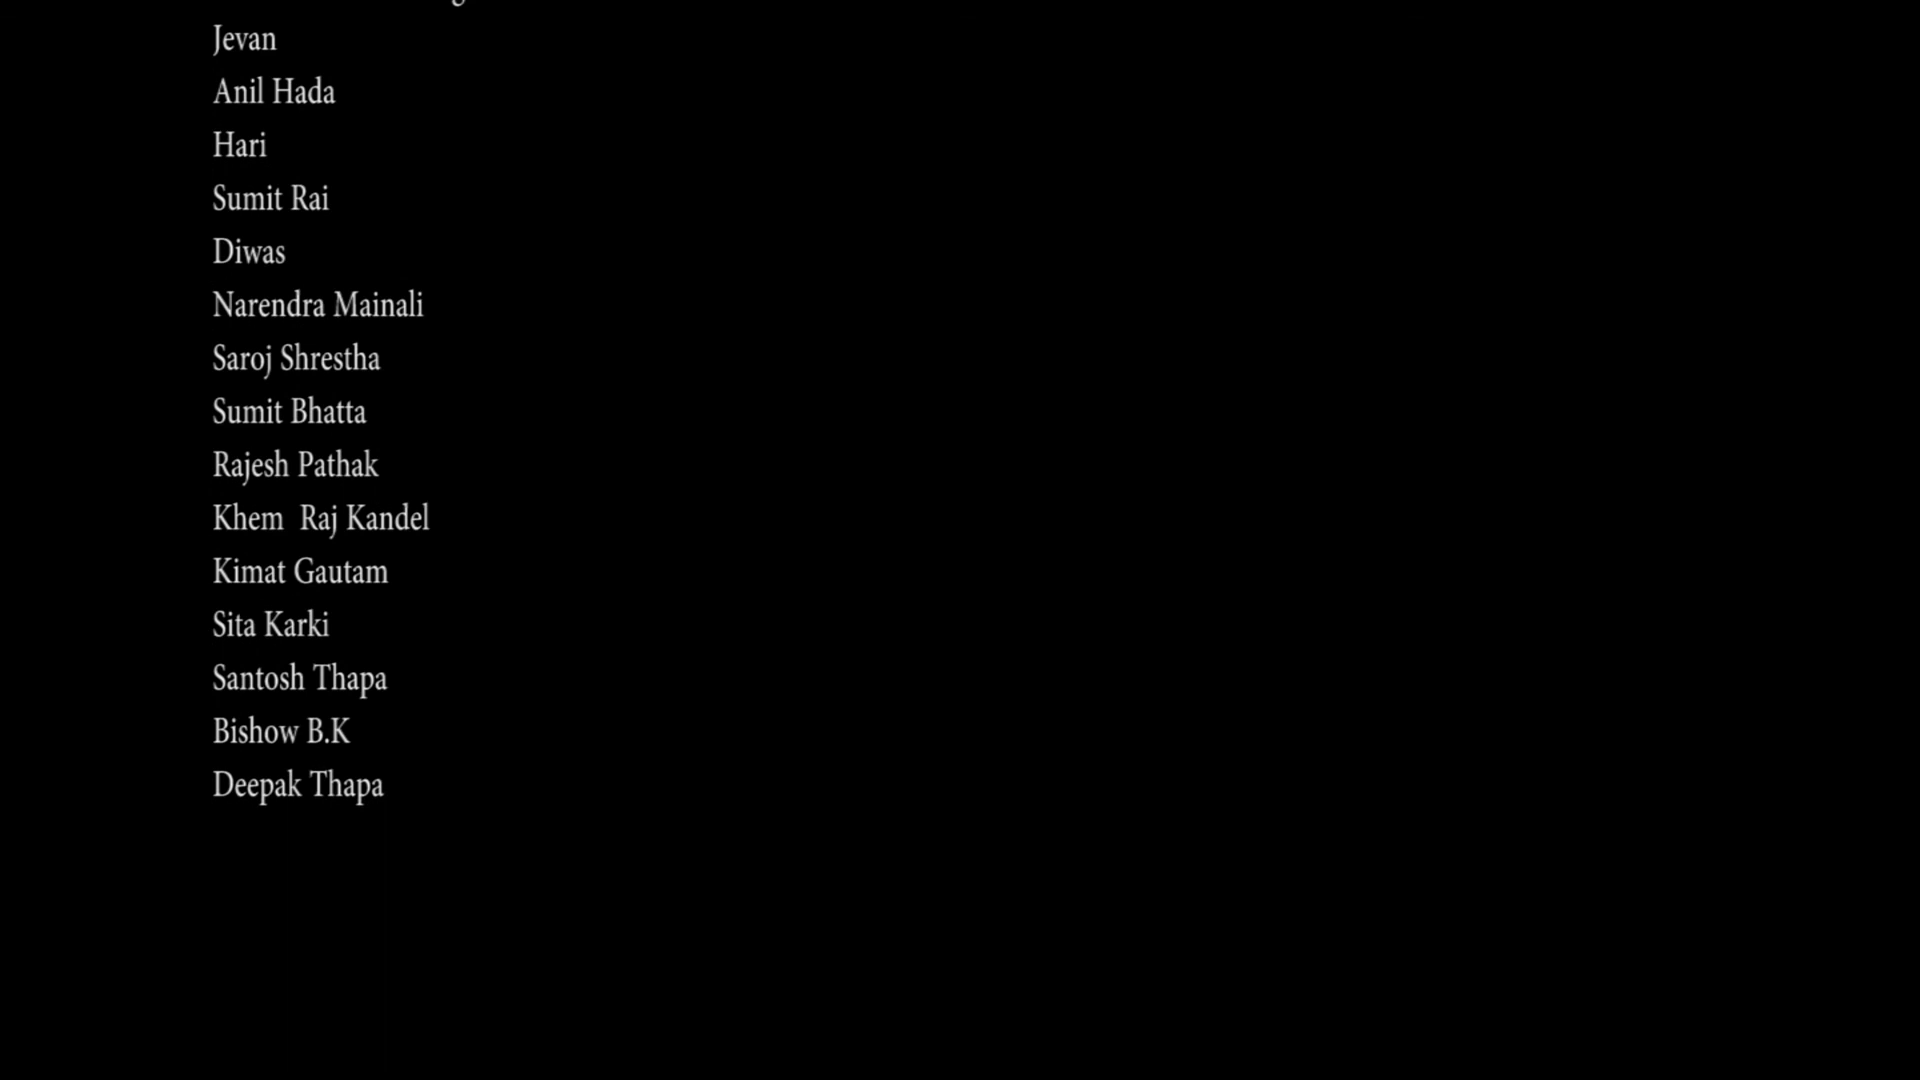 Jevan
Anil Hada
Hari
Sumit Rai
Diwas
Narendra Mainali
Saroj Shrestha
Sumit Bhatta
Rajesh Pathak
Khem  Raj Kandel
Kimat Gautam
Sita Karki
Santosh Thapa
Bishow B.K
Deepak Thapa